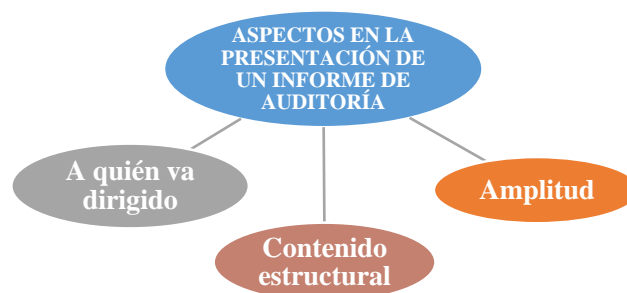 ASPECTOS EN LA
PRESENTACIÓN DE
UN INFORME DE
AUDITORÍA
A quién va
dirigido
Amplitud
Contenido
estructural